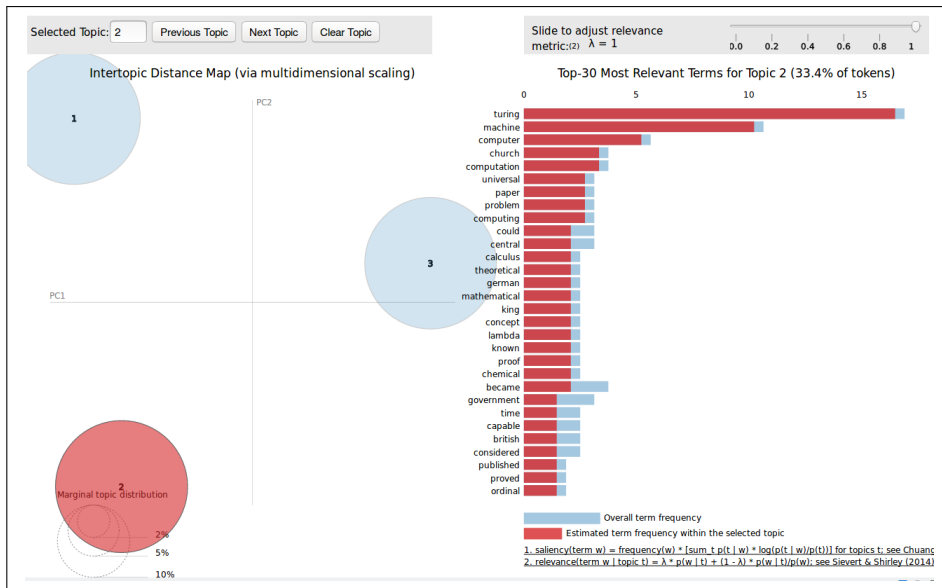 Selected Topic: 2 Previous Topic Next Topic Clear Topic
Slide to adjust relevance
metric:(2) λ = 1
0.0 0.2 0.4 0.6 0.8 1
Intertopic Distance Map (via multidimensional scaling)
PC2
PC1
1
3
2
Marginal topic distribution
2%
5%
10%
Top-30 Most Relevant Terms for Topic 2 (33.4% of tokens)
0 5 10 15
turing
machine
computer
church
computation
universal
paper
problem
computing
could
central
calculus
theoretical
german
mathematical
king
concept
lambda
known
proof
chemical
became
government
time
capable
british
considered
published
proved
ordinal
Overall term frequency
Estimated term frequency within the selected topic
1. saliency(term w) = frequency(w) * [sum_t p(t | w) * log(p(t | w)/p(t))] for topics t; see Chuang
2. relevance(term w | topic t) = λ * p(w | t) + (1 - λ) * p(w | t)/p(w); see Sievert & Shirley (2014)